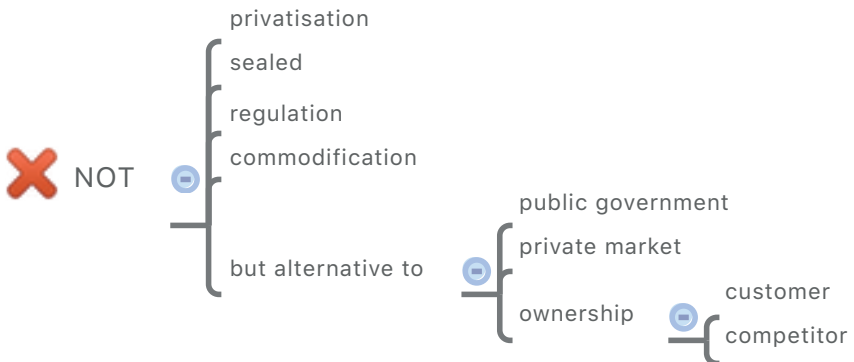 privatisation
sealed
regulation
commodification
NOT
public government
private market
but alternative to
customer
ownership
competitor